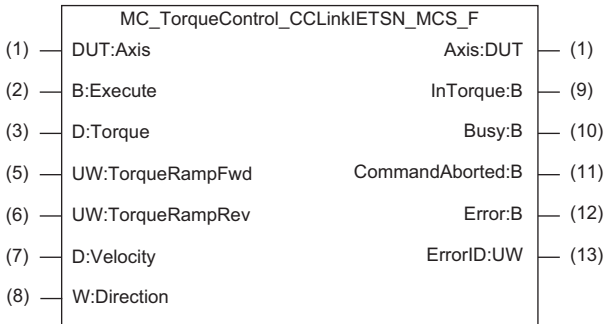 MC_TorqueControl_CCLinkIETSN_MCS_F
(1) DUT:Axis Axis:DUT (1)
(2) B:Execute InTorque:B (9)
(3) D:Torque Busy:B (10)
(5) UW:TorqueRampFwd CommandAborted:B (11)
(6) UW:TorqueRampRev Error:B (12)
(7) D:Velocity ErrorID:UW (13)
(8) W:Direction